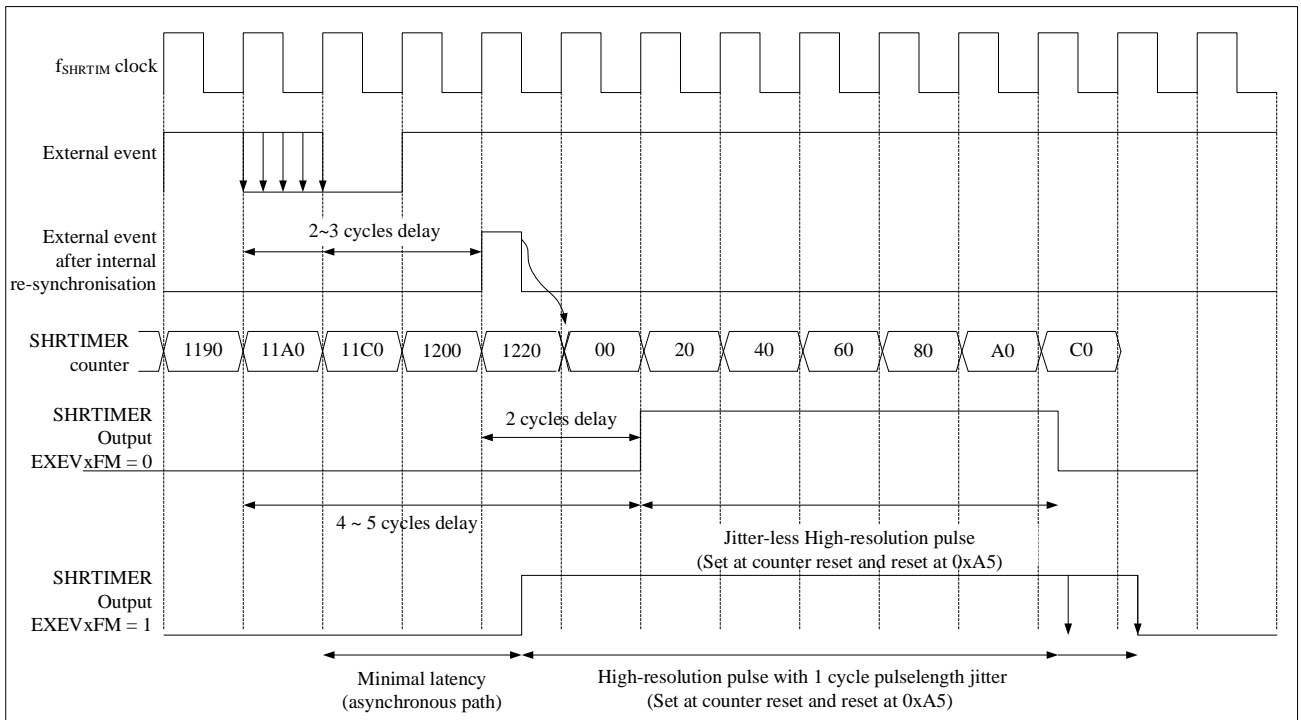 fSHRTIM clock
External event
External event
after internal
re-synchronisation
2~3 cycles delay
SHRTIMER
counter
1190 11A0 11C0 1200 1220 00 20 40 60 80 A0 C0
SHRTIMER
Output
EXEVxFM = 0
2 cycles delay
4 ~ 5 cycles delay
Jitter-less High-resolution pulse
(Set at counter reset and reset at 0xA5)
SHRTIMER
Output
EXEVxFM = 1
Minimal latency
(asynchronous path)
High-resolution pulse with 1 cycle pulselength jitter
(Set at counter reset and reset at 0xA5)